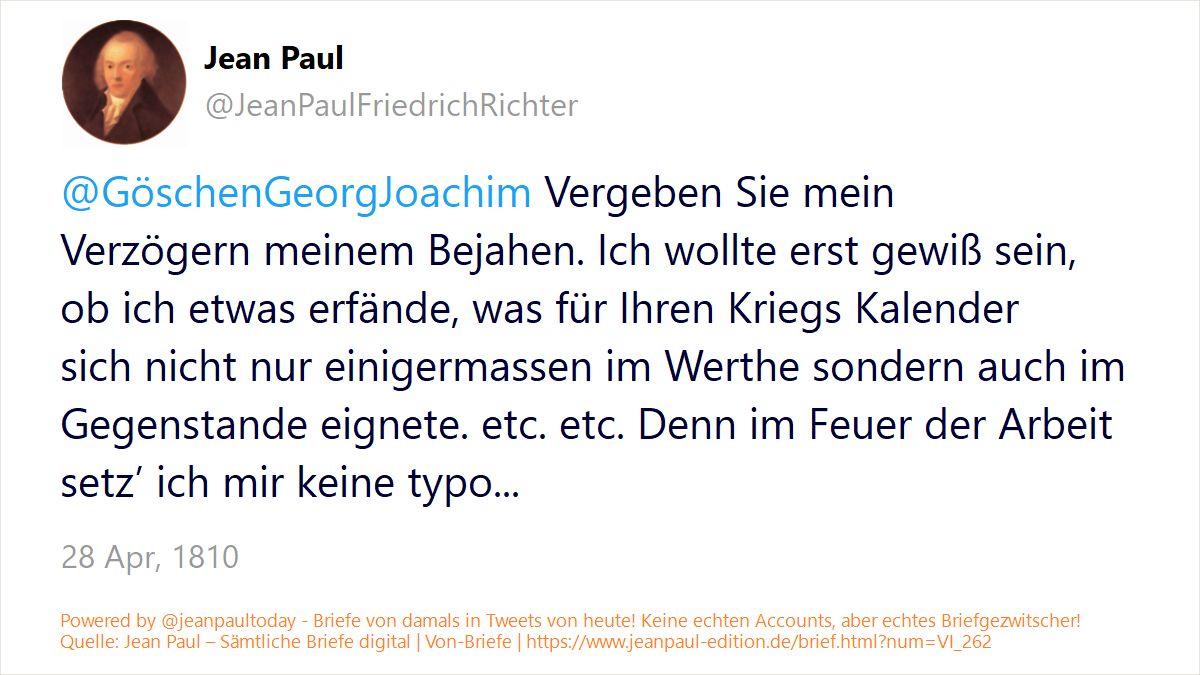 Jean Paul
@JeanPaulFriedrichRichter
@GöschenGeorgJoachim Vergeben Sie mein
Verzögern meinem Bejahen. Ich wollte erst gewiß sein,
ob ich etwas erfände, was für Ihren Kriegs Kalender
sich nicht nur einigermassen im Werthe sondern auch im
Gegenstande eignete. etc. etc. Denn im Feuer der Arbeit
setz’ ich mir keine typo...
28 Apr, 1810
Powered by @jeanpaultoday - Briefe von damals in Tweets von heute! Keine echten Accounts, aber echtes Briefgezwitscher!
Quelle: Jean Paul – Sämtliche Briefe digital | Von-Briefe | https://www.jeanpaul-edition.de/brief.html?num=VI_262